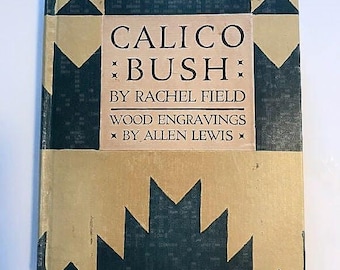 CALICO
BUSH
BY RACHEL FIELD
WOOD ENGRAVINGS
BY ALLEN LEWIS